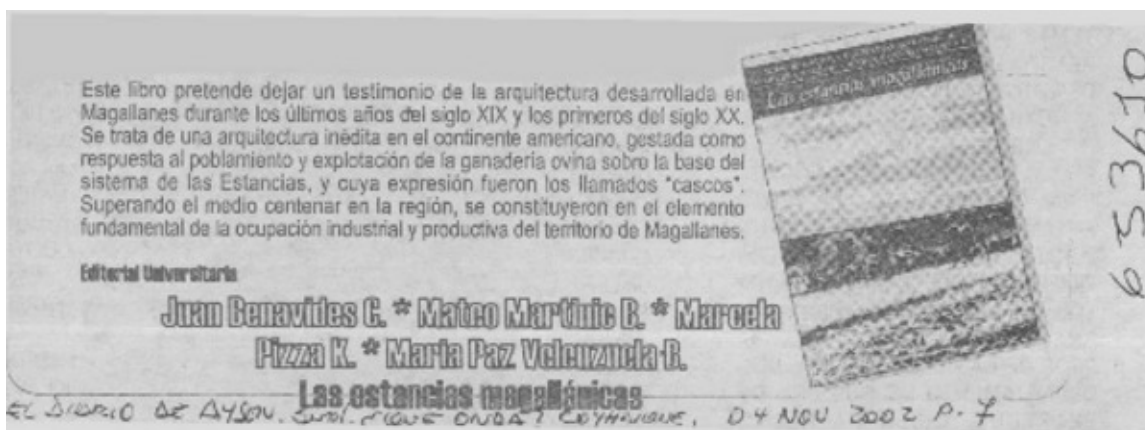 Este libro pretende dejar un testimonio de la arquitectura desarrollada en
Magallanes durante los últimos años del siglo XIX y los primeros del siglo XX.
Se trata de una arquitectura inédita en el continente americano, gestada como
respuesta al poblamiento y explotación de la ganadería ovina sobre la base del
sistema de las Estancias, y cuya expresión fueron los llamados "cascos".
Superando el medio centenar en la región, se constituyeron en el elemento
fundamental de la ocupación industrial y productiva del territorio de Magallanes.
Editorial Universitaria
Juan Benavides C. * Mateo Martinic B. * Marcela
Pizza K. * Maria Paz Valenzuela B.
Las estancias magallánicas
EL DIARIO DE AYSEN. ONDA? COYHAIQUE. 04 NOV 2002 P. 7
Las estancias magallánicas